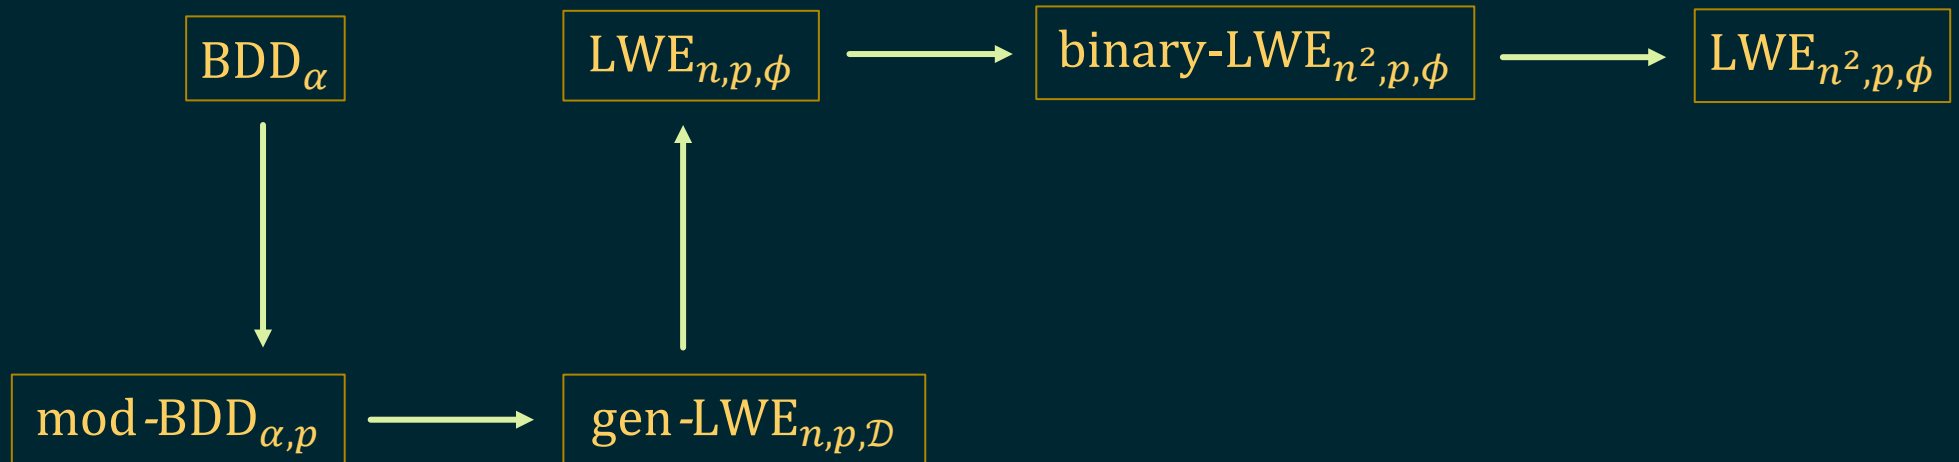 BDD_α
LWE_{n,p,ϕ}
binary-LWE_{n²,p,ϕ}
LWE_{n²,p,ϕ}
mod-BDD_{α,p}
gen-LWE_{n,p,𝒟}